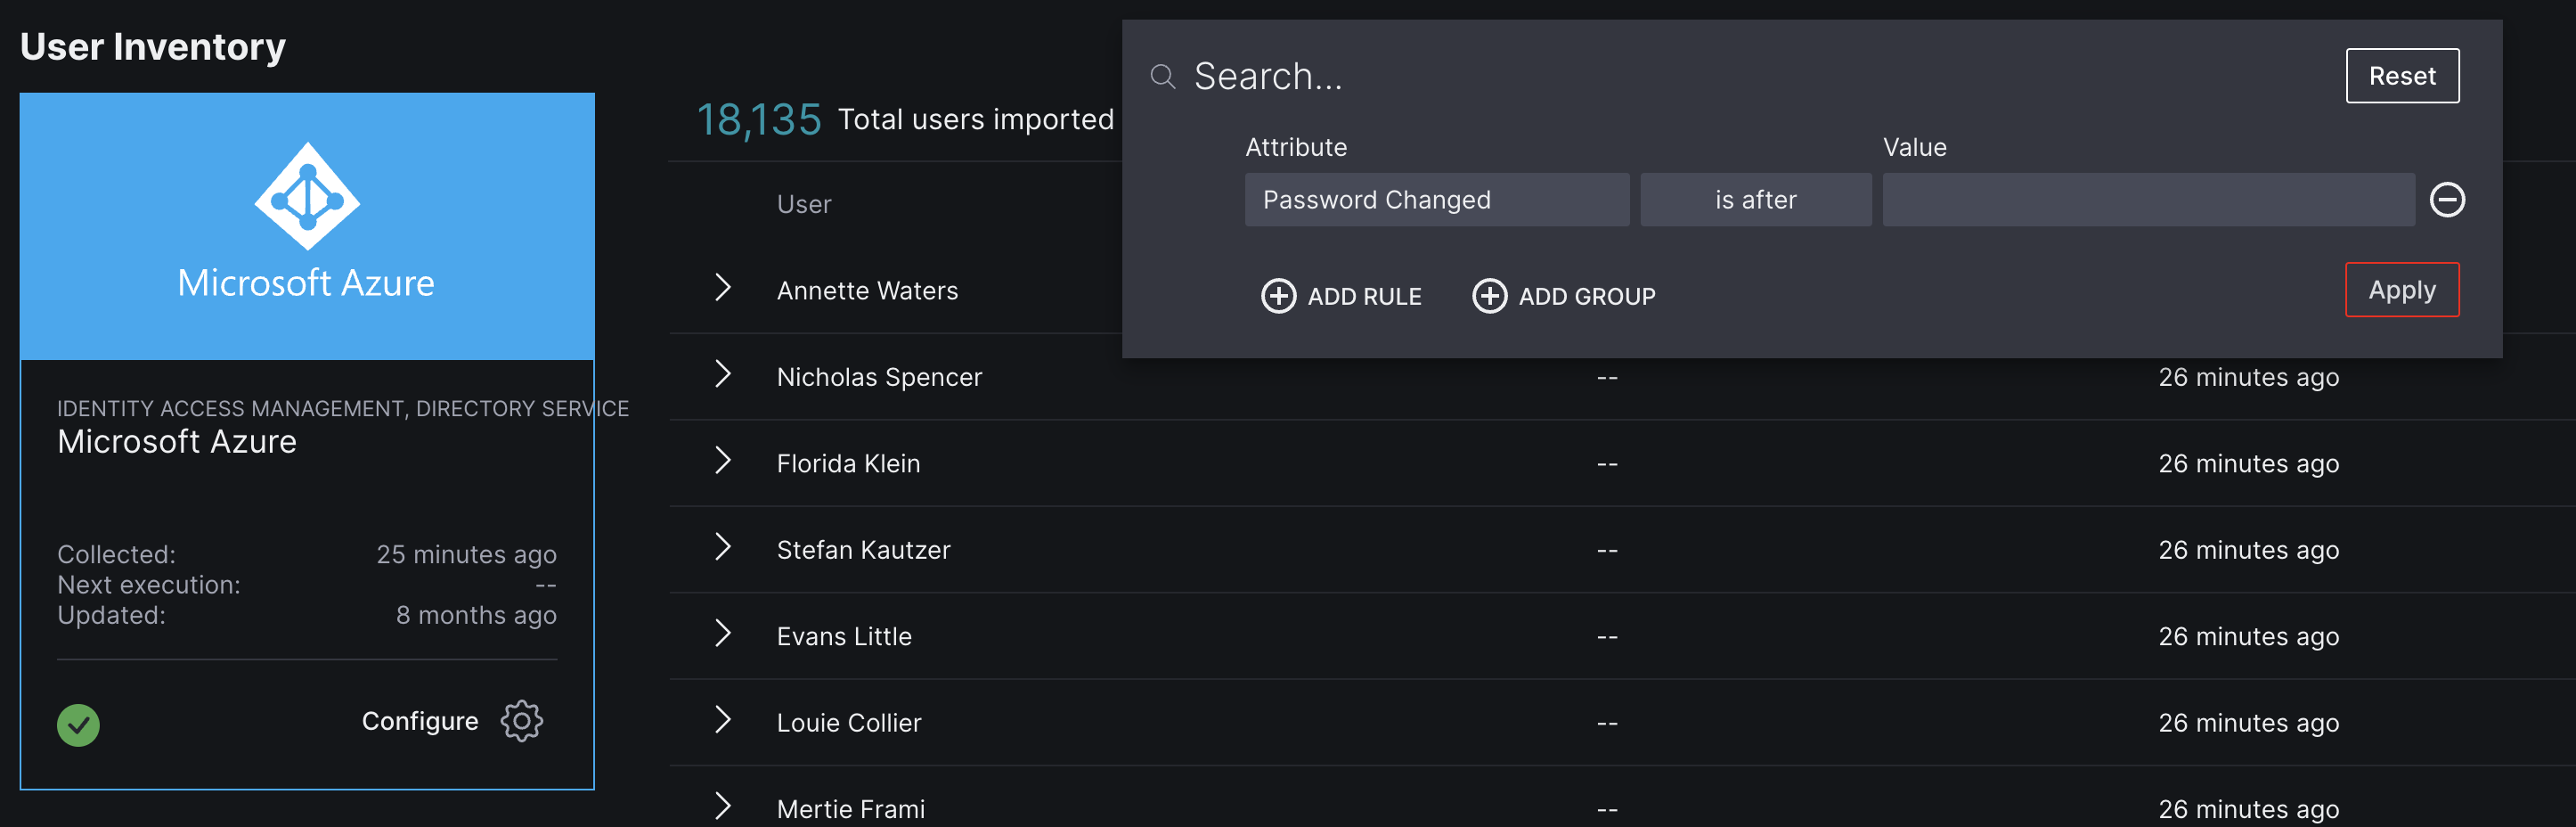 User Inventory
Microsoft Azure
IDENTITY ACCESS MANAGEMENT, DIRECTORY SERVICE
Microsoft Azure
Collected: 25 minutes ago
Next execution: --
Updated: 8 months ago
Configure
18,135 Total users imported
User
Annette Waters
Nicholas Spencer -- 26 minutes ago
Florida Klein -- 26 minutes ago
Stefan Kautzer -- 26 minutes ago
Evans Little -- 26 minutes ago
Louie Collier -- 26 minutes ago
Mertie Frami -- 26 minutes ago
Search... Reset
Attribute Value
Password Changed is after
ADD RULE ADD GROUP Apply